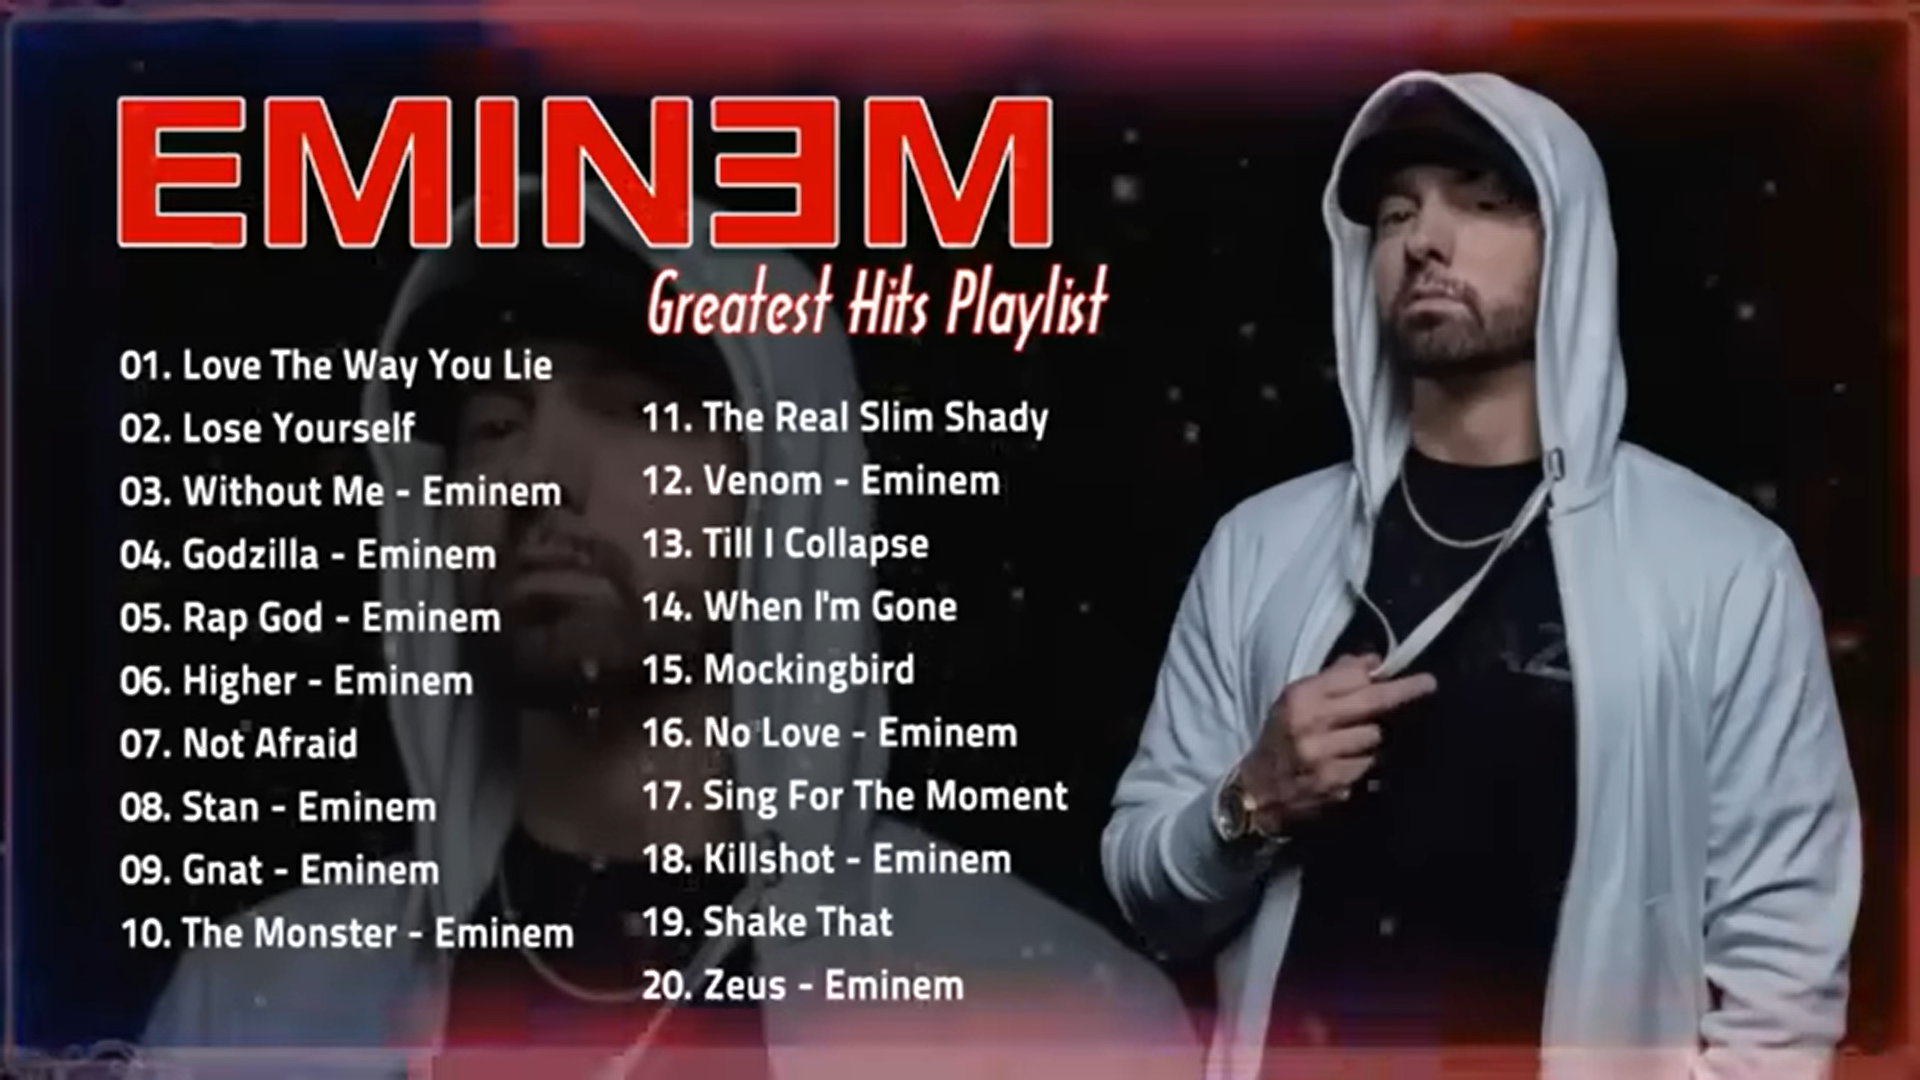 EMINEM
Greatest Hits Playlist
01. Love The Way You Lie
02. Lose Yourself
03. Without Me - Eminem
04. Godzilla - Eminem
05. Rap God - Eminem
06. Higher - Eminem
07. Not Afraid
08. Stan - Eminem
09. Gnat - Eminem
10. The Monster - Eminem
11. The Real Slim Shady
12. Venom - Eminem
13. Till I Collapse
14. When I'm Gone
15. Mockingbird
16. No Love - Eminem
17. Sing For The Moment
18. Killshot - Eminem
19. Shake That
20. Zeus - Eminem